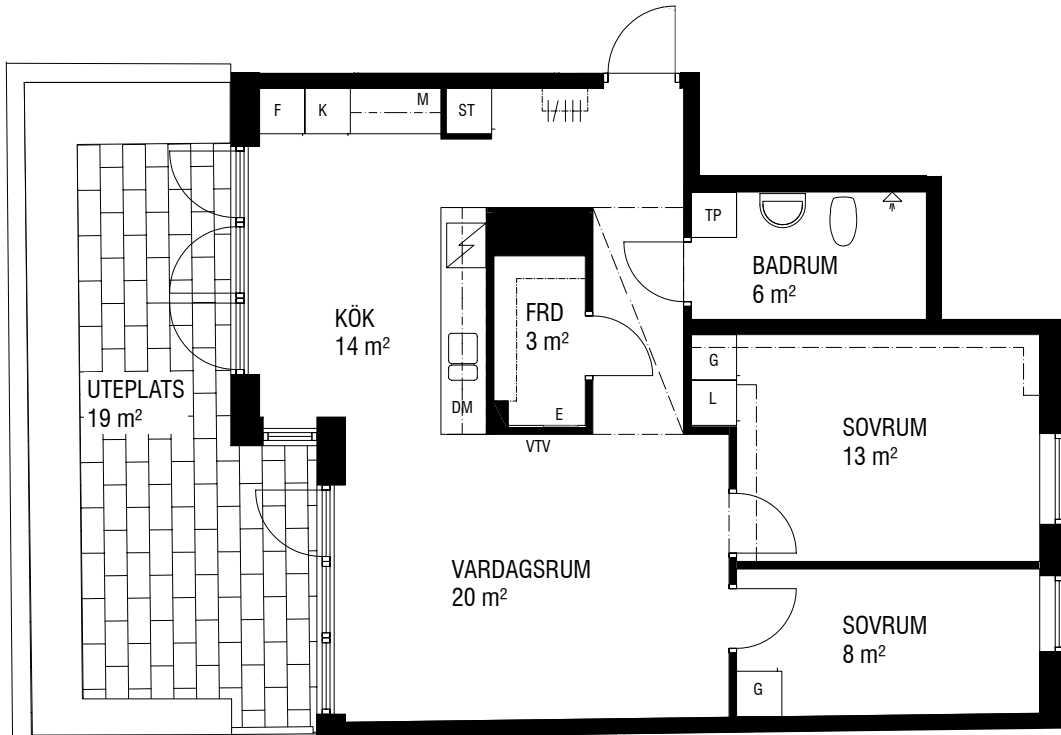 F
K
M
ST
TP
BADRUM
6 m²
KÖK
14 m²
FRD
3 m²
UTEPLATS
19 m²
G
L
DM
E
VTV
SOVRUM
13 m²
VARDAGSRUM
20 m²
SOVRUM
8 m²
G